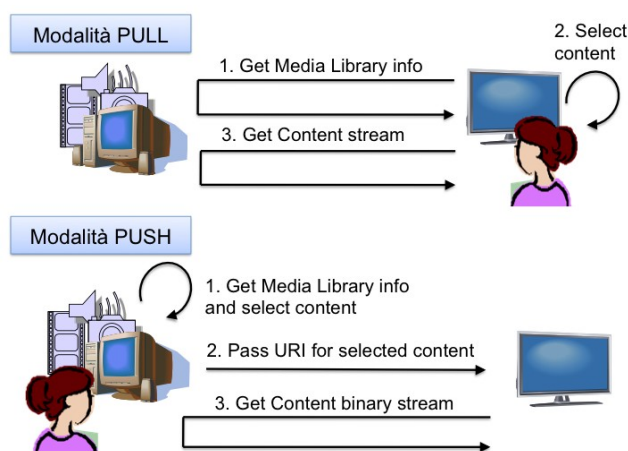 Modalità PULL
2. Select
content
1. Get Media Library info
3. Get Content stream
Modalità PUSH
1. Get Media Library info
and select content
2. Pass URI for selected content
3. Get Content binary stream